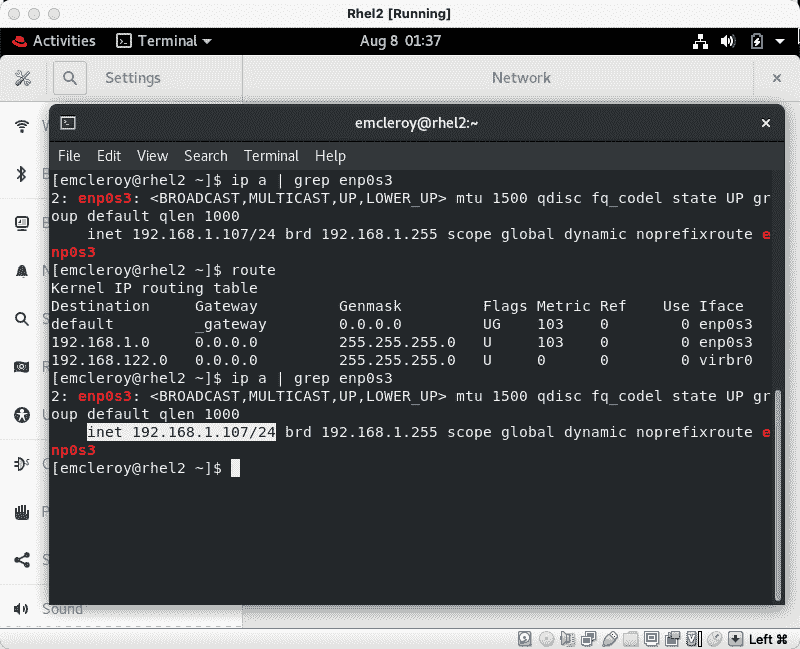 Rhel2 [Running]
Activities Terminal Aug 8 01:37
Settings Network
emcleroy@rhel2:~
File Edit View Search Terminal Help
[emcleroy@rhel2 ~]$ ip a | grep enp0s3
2: enp0s3: <BROADCAST,MULTICAST,UP,LOWER_UP> mtu 1500 qdisc fq_codel state UP gr
oup default qlen 1000
    inet 192.168.1.107/24 brd 192.168.1.255 scope global dynamic noprefixroute e
np0s3
[emcleroy@rhel2 ~]$ route
Kernel IP routing table
Destination     Gateway         Genmask         Flags Metric Ref    Use Iface
default         _gateway        0.0.0.0         UG    103    0        0 enp0s3
192.168.1.0     0.0.0.0         255.255.255.0   U     103    0        0 enp0s3
192.168.122.0   0.0.0.0         255.255.255.0   U     0      0        0 virbr0
[emcleroy@rhel2 ~]$ ip a | grep enp0s3
2: enp0s3: <BROADCAST,MULTICAST,UP,LOWER_UP> mtu 1500 qdisc fq_codel state UP gr
oup default qlen 1000
    inet 192.168.1.107/24 brd 192.168.1.255 scope global dynamic noprefixroute e
np0s3
[emcleroy@rhel2 ~]$
Sound
Left ⌘